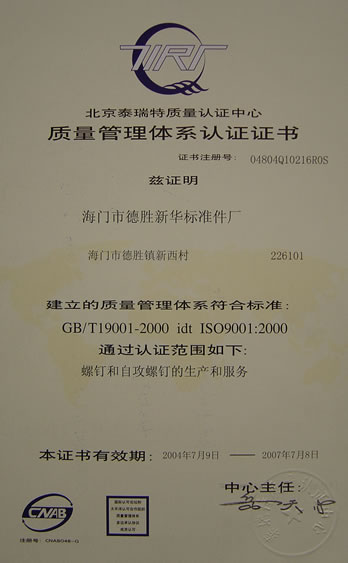 TIRT
北京泰瑞特质量认证中心
质量管理体系认证证书
证书注册号: 04804Q10216R0S
兹证明
海门市德胜新华标准件厂
海门市德胜镇新西村 226101
建立的质量管理体系符合标准:
GB/T19001-2000 idt ISO9001:2000
通过认证范围如下:
螺钉和自攻螺钉的生产和服务
本证书有效期: 2004年7月9日 —— 2007年7月8日
中心主任:
CNAB
注册号: CNAB048-Q